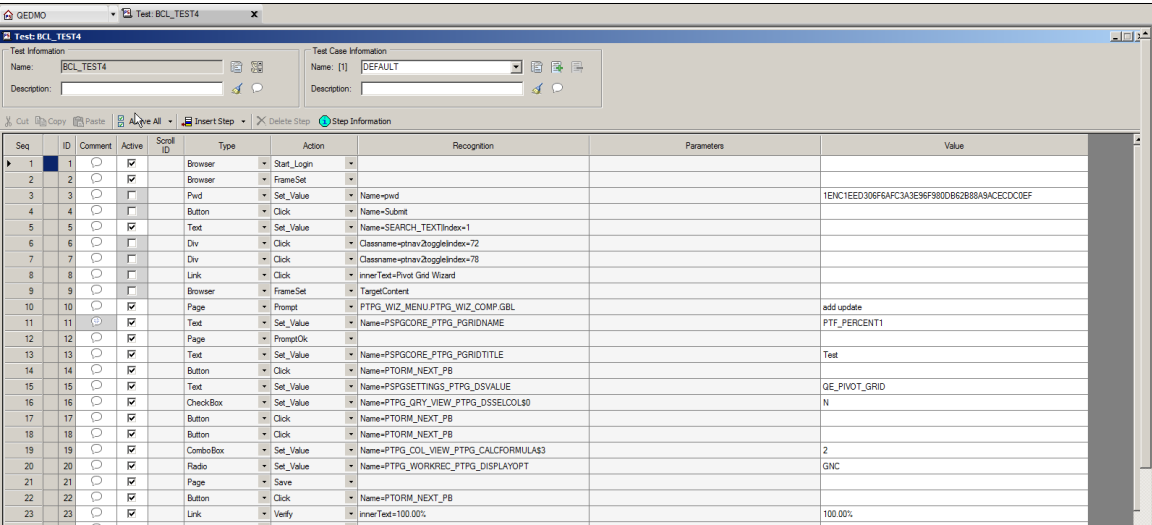 QEDMO Test: BCL_TEST4 x
Test: BCL_TEST4
Test Information Test Case Information
Name: BCL_TEST4 Name: [1] DEFAULT
Description: Description:
Cut Copy Paste Active All Insert Step Delete Step Step Information
Seq ID Comment Active Scroll ID Type Action Recognition Parameters Value
1 1 Browser Start_Login
2 2 Browser FrameSet
3 3 Pwd Set_Value Name=pwd 1ENC1EED306F6AFC3A3E96F980DB62B88A9ACECDC0EF
4 4 Button Click Name=Submit
5 5 Text Set_Value Name=SEARCH_TEXT|Index=1
6 6 Div Click Classname=ptnav2toggle|index=72
7 7 Div Click Classname=ptnav2toggle|index=78
8 8 Link Click innerText=Pivot Grid Wizard
9 9 Browser FrameSet TargetContent
10 10 Page Prompt PTPG_WIZ_MENU.PTPG_WIZ_COMP.GBL add update
11 11 Text Set_Value Name=PSPGCORE_PTPG_PGRIDNAME PTF_PERCENT1
12 12 Page PromptOk
13 13 Text Set_Value Name=PSPGCORE_PTPG_PGRIDTITLE Test
14 14 Button Click Name=PTORM_NEXT_PB
15 15 Text Set_Value Name=PSPGSETTINGS_PTPG_DSVALUE QE_PIVOT_GRID
16 16 CheckBox Set_Value Name=PTPG_QRY_VIEW_PTPG_DSSELCOL$0 N
17 17 Button Click Name=PTORM_NEXT_PB
18 18 Button Click Name=PTORM_NEXT_PB
19 19 ComboBox Set_Value Name=PTPG_COL_VIEW_PTPG_CALCFORMULA$3 2
20 20 Radio Set_Value Name=PTPG_WORKREC_PTPG_DISPLAYOPT GNC
21 21 Page Save
22 22 Button Click Name=PTORM_NEXT_PB
23 23 Link Verify innerText=100.00% 100.00%